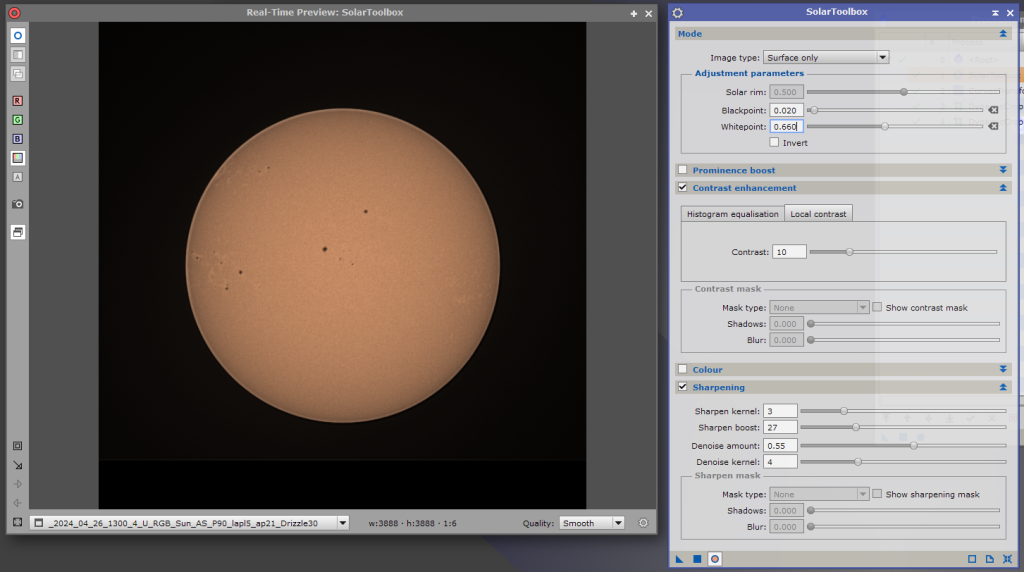 Real-Time Preview: SolarToolbox
R
G
B
A
_2024_04_26_1300_4_U_RGB_Sun_AS_P90_lapl5_ap21_Drizzle30
w:3888 · h:3888 · 1:6
Quality: Smooth
SolarToolbox
Mode
Image type: Surface only
Adjustment parameters
Solar rim: 0.500
Blackpoint: 0.020
Whitepoint: 0.660
Invert
Prominence boost
Contrast enhancement
Histogram equalisation Local contrast
Contrast: 10
Contrast mask
Mask type: None Show contrast mask
Shadows: 0.000
Blur: 0.000
Colour
Sharpening
Sharpen kernel: 3
Sharpen boost: 27
Denoise amount: 0.55
Denoise kernel: 4
Sharpen mask
Mask type: None Show sharpening mask
Shadows: 0.000
Blur: 0.000